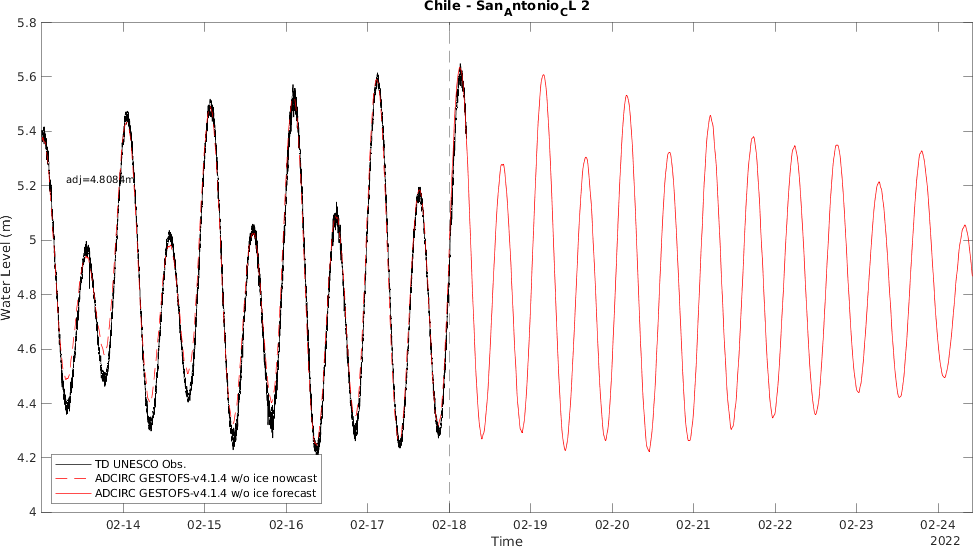 Chile - San_Antonio_CL 2
5.8
5.6
5.4
5.2
5
4.8
4.6
4.4
4.2
4
Water Level (m)
adj=4.8084m
TD UNESCO Obs.
ADCIRC GESTOFS-v4.1.4 w/o ice nowcast
ADCIRC GESTOFS-v4.1.4 w/o ice forecast
02-14 02-15 02-16 02-17 02-18 02-19 02-20 02-21 02-22 02-23 02-24
Time
2022